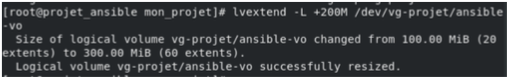 [root@projet_ansible mon_projet]# lvextend -L +200M /dev/vg-projet/ansible
-vo
  Size of logical volume vg-projet/ansible-vo changed from 100.00 MiB (20
extents) to 300.00 MiB (60 extents).
  Logical volume vg-projet/ansible-vo successfully resized.